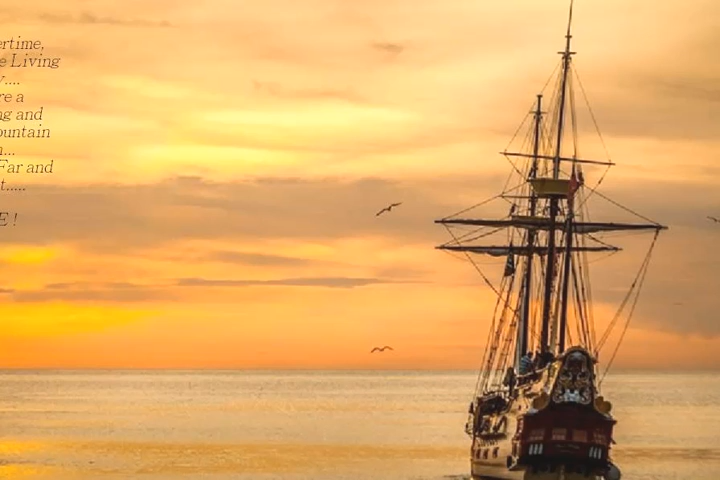 ertime,
e Living
y....
re a
ng and
ountain
n...
Far and
t.....
E !